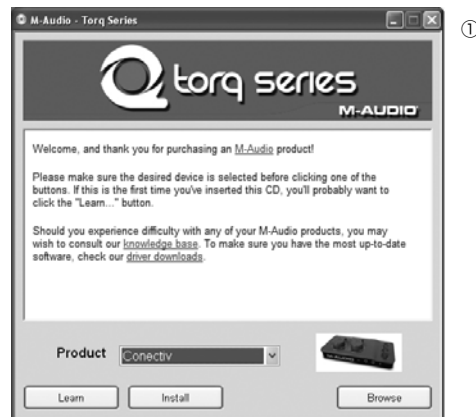 M-Audio - Torq Series
①
torq series
M-AUDIO
Welcome, and thank you for purchasing an M-Audio product!
Please make sure the desired device is selected before clicking one of the
buttons. If this is the first time you've inserted this CD, you'll probably want to
click the "Learn..." button.
Should you experience difficulty with any of your M-Audio products, you may
wish to consult our knowledge base. To make sure you have the most up-to-date
software, check our driver downloads.
Product Conectiv
Learn Install Browse